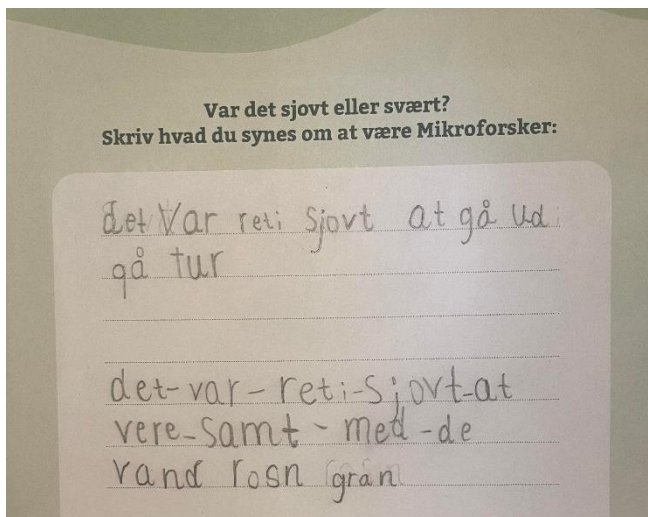 Var det sjovt eller svært?
Skriv hvad du synes om at være Mikroforsker:
det Var reti sjovt at gå ud
gå tur
det-var-reti-sjovt-at
vere-samt-med-de
vand rosn gran